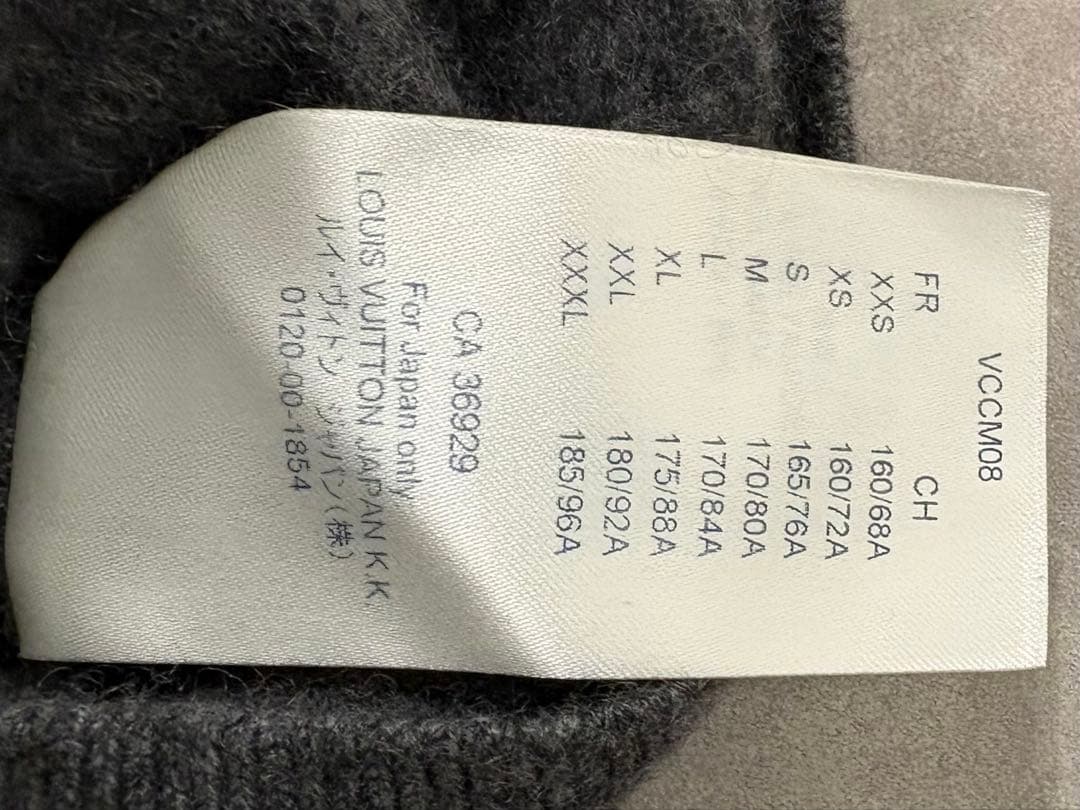 VCCM08
FR CH
XXS 160/68A
XS 160/72A
S 165/76A
M 170/80A
L 170/84A
XL 175/88A
XXL 180/92A
XXXL 185/96A
CA 36929
For Japan only
LOUIS VUITTON JAPAN K.K.
ルイ・ヴィトン ジャパン(株)
0120-00-1854